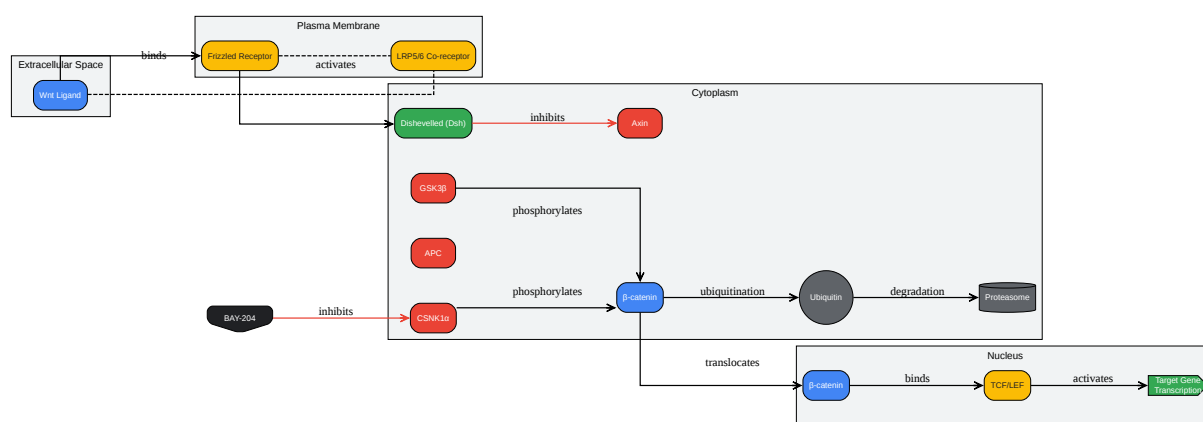 Plasma Membrane
Extracellular Space
binds
Frizzled Receptor
activates
LRP5/6 Co-receptor
Wnt Ligand
Cytoplasm
Dishevelled (Dsh)
inhibits
Axin
GSK3β
phosphorylates
APC
BAY-204
inhibits
CSNK1α
phosphorylates
β-catenin
ubiquitination
Ubiquitin
degradation
Proteasome
translocates
Nucleus
β-catenin
binds
TCF/LEF
activates
Target Gene
Transcription